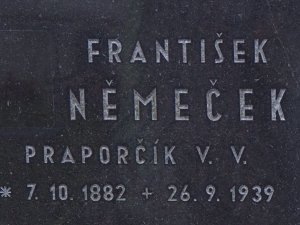 FRANTIŠEK
NĚMEČEK
PRAPORČÍK V. V.
* 7. 10. 1882 + 26. 9. 1939